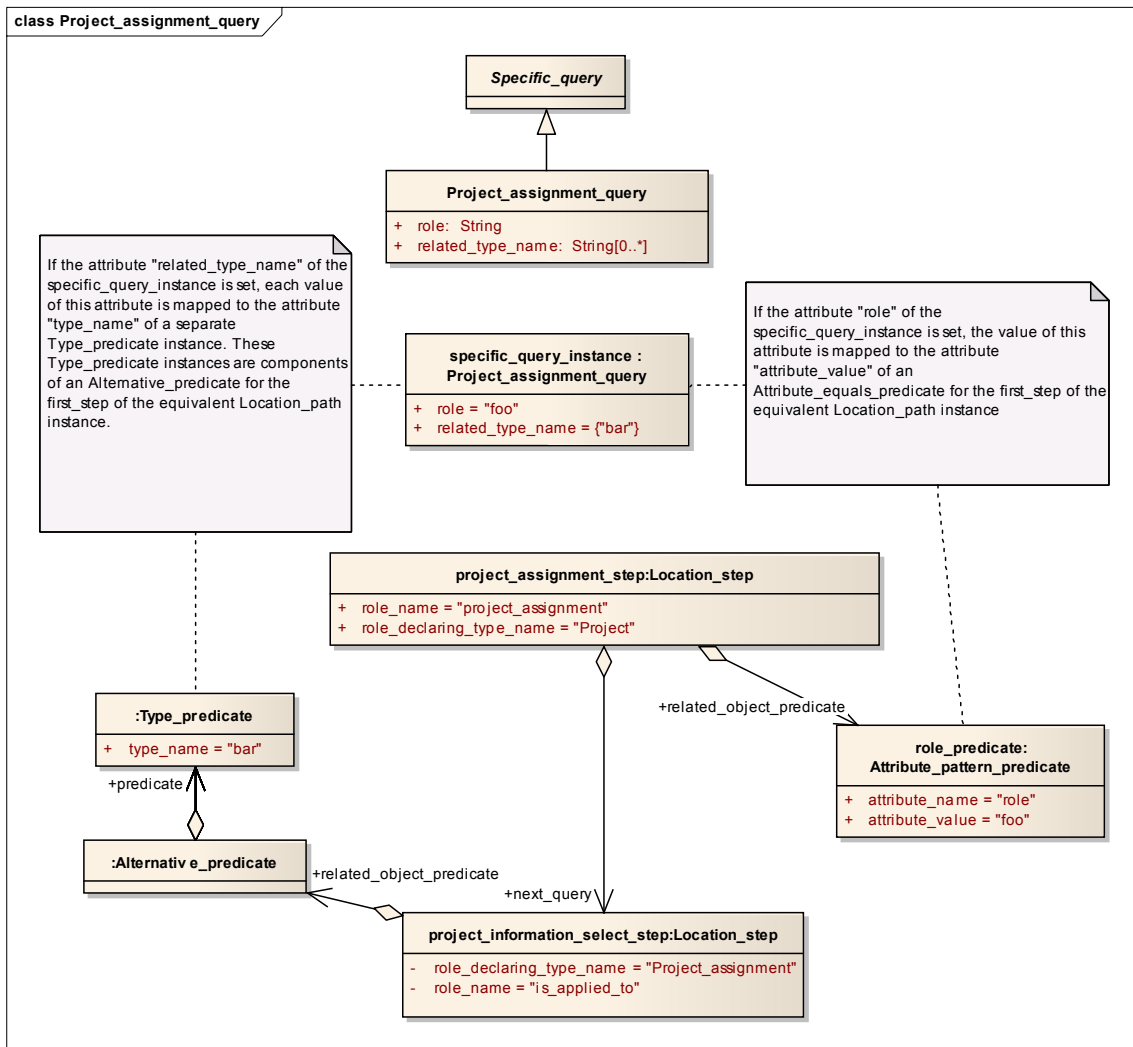 class Project_assignment_query
Specific_query
Project_assignment_query
+ role: String
+ related_type_name: String[0..*]
If the attribute "related_type_name" of the
specific_query_instance is set, each value
of this attribute is mapped to the attribute
"type_name" of a separate
Type_predicate instance. These
Type_predicate instances are components
of an Alternative_predicate for the
first_step of the equivalent Location_path
instance.
specific_query_instance :
Project_assignment_query
+ role = "foo"
+ related_type_name = {"bar"}
If the attribute "role" of the
specific_query_instance is set, the value of this
attribute is mapped to the attribute
"attribute_value" of an
Attribute_equals_predicate for the first_step of the
equivalent Location_path instance
project_assignment_step:Location_step
+ role_name = "project_assignment"
+ role_declaring_type_name = "Project"
:Type_predicate
+ type_name = "bar"
+predicate
+related_object_predicate
role_predicate:
Attribute_pattern_predicate
+ attribute_name = "role"
+ attribute_value = "foo"
:Alternativ e_predicate
+related_object_predicate
+next_query
project_information_select_step:Location_step
- role_declaring_type_name = "Project_assignment"
- role_name = "is_applied_to"